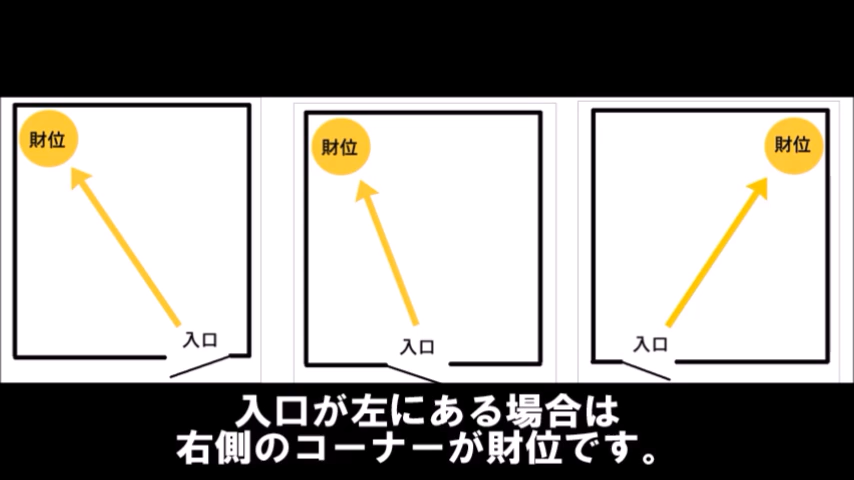 財位
入口
財位
入口
財位
入口
入口が左にある場合は
右側のコーナーが財位です。